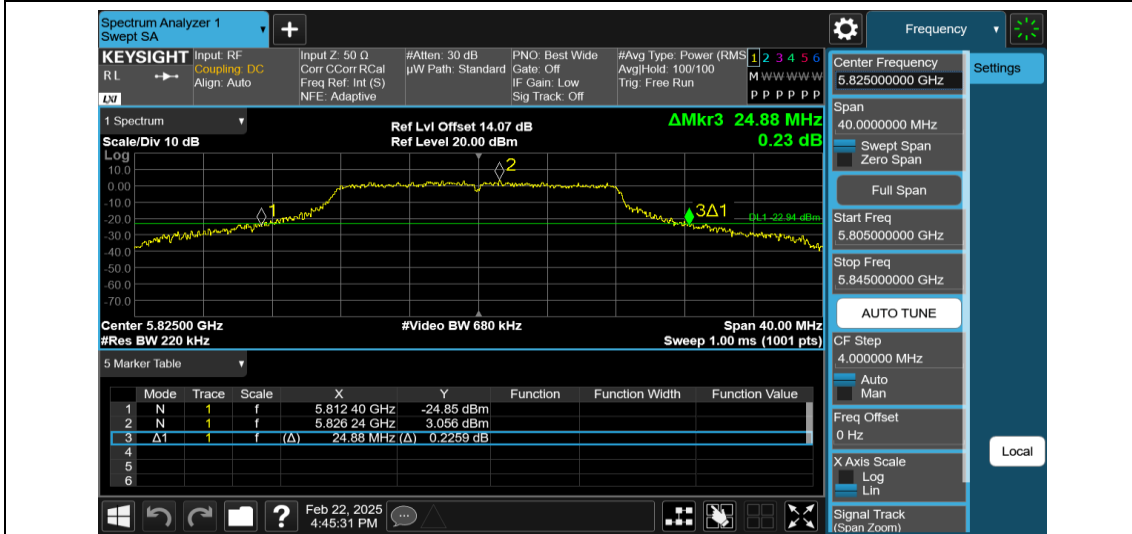 Spectrum Analyzer 1
Swept SA
Frequency
KEYSIGHT
RL
LXI
Input: RF
Coupling: DC
Align: Auto
Input Z: 50 Ω
Corr CCorr RCal
Freq Ref: Int (S)
NFE: Adaptive
#Atten: 30 dB
µW Path: Standard
PNO: Best Wide
Gate: Off
IF Gain: Low
Sig Track: Off
#Avg Type: Power (RMS
Avg|Hold: 100/100
Trig: Free Run
1 2 3 4 5 6
M W W W W W
P P P P P P
1 Spectrum
Scale/Div 10 dB
Ref Lvl Offset 14.07 dB
Ref Level 20.00 dBm
ΔMkr3 24.88 MHz
0.23 dB
Log
10.0
0.00
-10.0
-20.0
-30.0
-40.0
-50.0
-60.0
-70.0
1
2
3Δ1
DL1 -22.94 dBm
Center 5.82500 GHz
#Video BW 680 kHz
Span 40.00 MHz
#Res BW 220 kHz
Sweep 1.00 ms (1001 pts)
5 Marker Table
Mode Trace Scale X Y Function Function Width Function Value
1 N 1 f 5.812 40 GHz -24.85 dBm
2 N 1 f 5.826 24 GHz 3.056 dBm
3 Δ1 1 f (Δ) 24.88 MHz (Δ) 0.2259 dB
4
5
6
Feb 22, 2025
4:45:31 PM
Center Frequency
5.825000000 GHz
Span
40.0000000 MHz
Swept Span
Zero Span
Full Span
Start Freq
5.805000000 GHz
Stop Freq
5.845000000 GHz
AUTO TUNE
CF Step
4.000000 MHz
Auto
Man
Freq Offset
0 Hz
X Axis Scale
Log
Lin
Signal Track
(Span Zoom)
Settings
Local